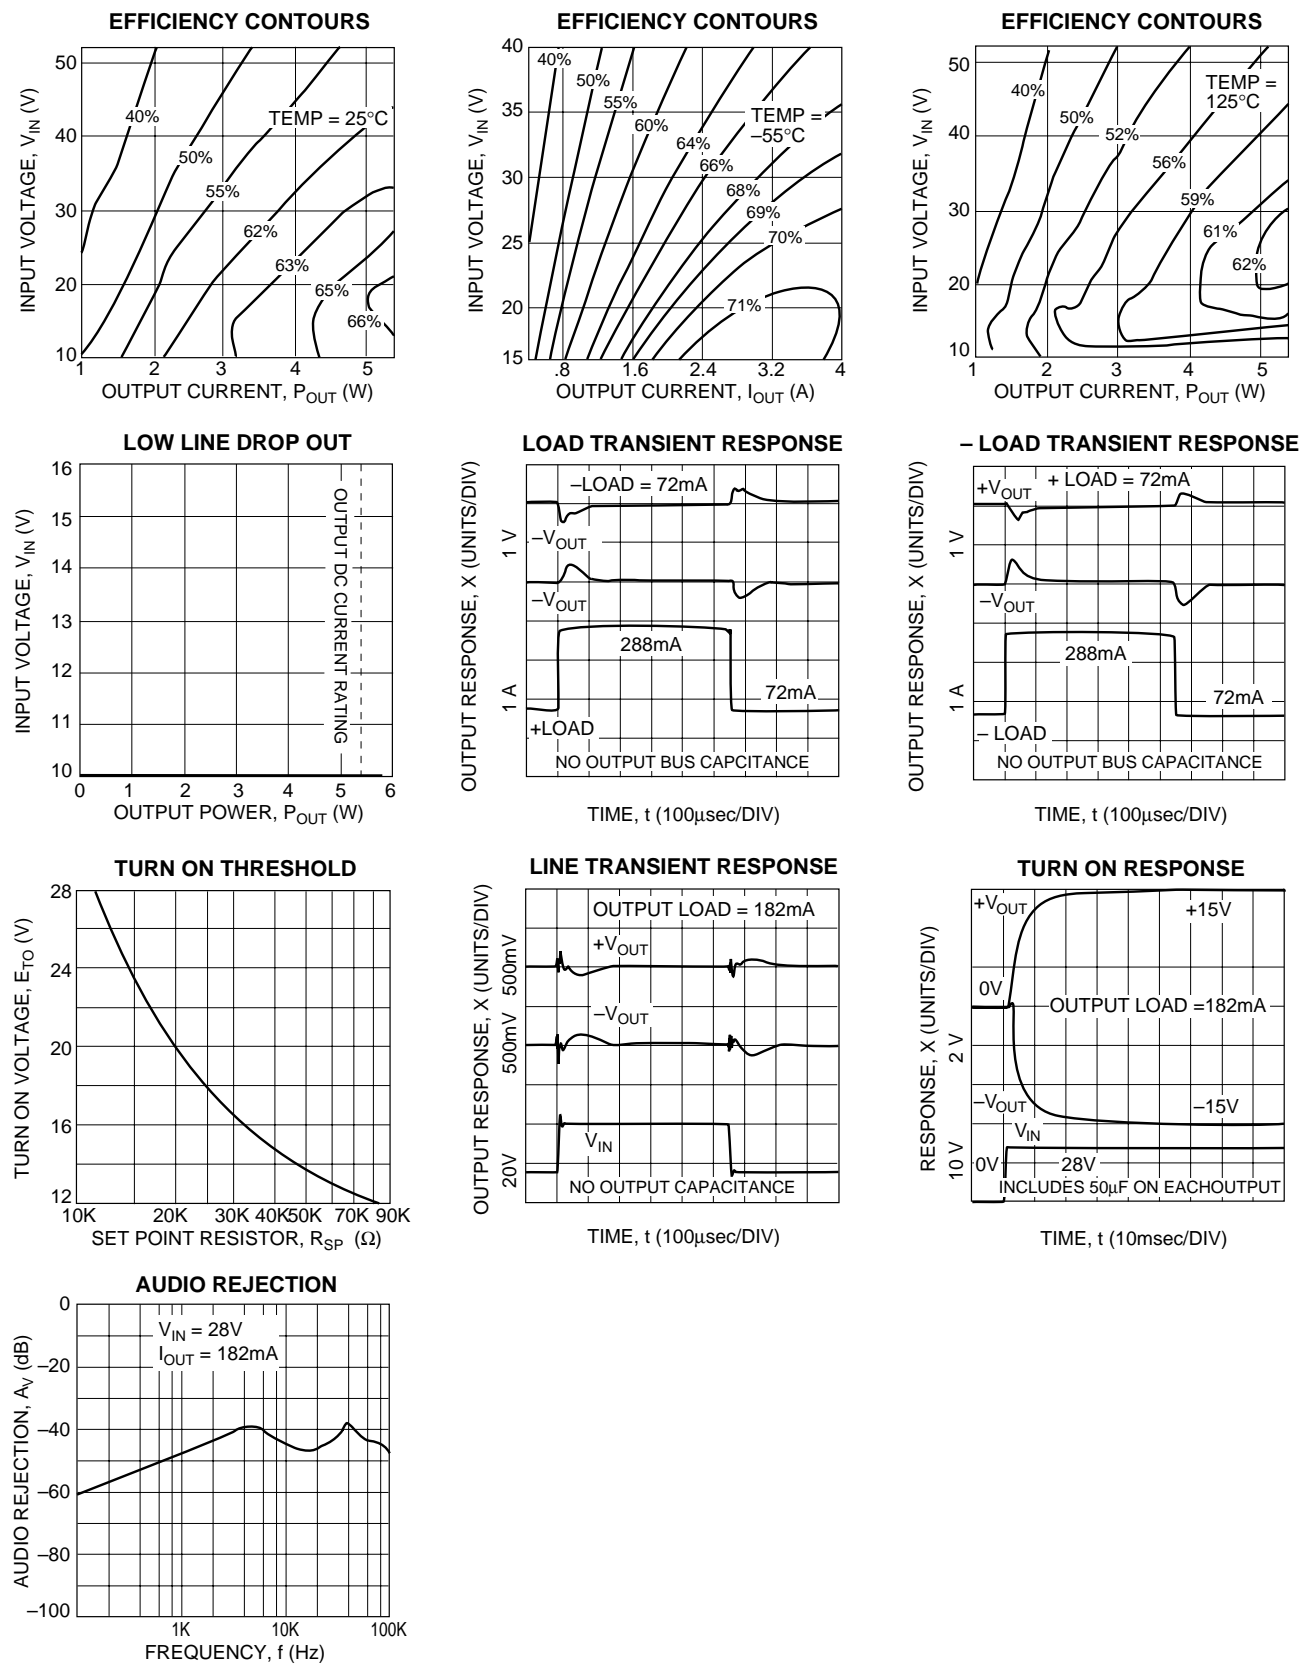 EFFICIENCY CONTOURS
INPUT VOLTAGE, VIN (V)
50
40
30
20
10
40%
50%
55%
62%
63%
65%
66%
TEMP = 25°C
1 2 3 4 5
OUTPUT CURRENT, POUT (W)
EFFICIENCY CONTOURS
INPUT VOLTAGE, VIN (V)
40
35
30
25
20
15
40%
50%
55%
60%
64%
66%
68%
69%
70%
71%
TEMP =
–55°C
.8 1.6 2.4 3.2 4
OUTPUT CURRENT, IOUT (A)
EFFICIENCY CONTOURS
INPUT VOLTAGE, VIN (V)
50
40
30
20
10
40%
50%
52%
56%
59%
61%
62%
TEMP =
125°C
1 2 3 4 5
OUTPUT CURRENT, POUT (W)
LOW LINE DROP OUT
INPUT VOLTAGE, VIN (V)
16
15
14
13
12
11
10
OUTPUT DC CURRENT RATING
0 1 2 3 4 5 6
OUTPUT POWER, POUT (W)
LOAD TRANSIENT RESPONSE
OUTPUT RESPONSE, X (UNITS/DIV)
1 V
1 A
–LOAD = 72mA
–VOUT
–VOUT
288mA
72mA
+LOAD
NO OUTPUT BUS CAPCITANCE
TIME, t (100µsec/DIV)
– LOAD TRANSIENT RESPONSE
OUTPUT RESPONSE, X (UNITS/DIV)
1 V
1 A
+VOUT
+ LOAD = 72mA
–VOUT
288mA
72mA
– LOAD
NO OUTPUT BUS CAPACITANCE
TIME, t (100µsec/DIV)
TURN ON THRESHOLD
TURN ON VOLTAGE, ETO (V)
28
24
20
16
12
10K 20K 30K 40K 50K 70K 90K
SET POINT RESISTOR, RSP (Ω)
LINE TRANSIENT RESPONSE
OUTPUT RESPONSE, X (UNITS/DIV)
500mV
500mV
20V
OUTPUT LOAD = 182mA
+VOUT
–VOUT
VIN
NO OUTPUT CAPACITANCE
TIME, t (100µsec/DIV)
TURN ON RESPONSE
RESPONSE, X (UNITS/DIV)
2 V
10 V
+VOUT
+15V
0V
OUTPUT LOAD =182mA
–VOUT
–15V
VIN
0V
28V
INCLUDES 50µF ON EACHOUTPUT
TIME, t (10msec/DIV)
AUDIO REJECTION
AUDIO REJECTION, AV (dB)
0
–20
–40
–60
–80
–100
VIN = 28V
IOUT = 182mA
1K 10K 100K
FREQUENCY, f (Hz)